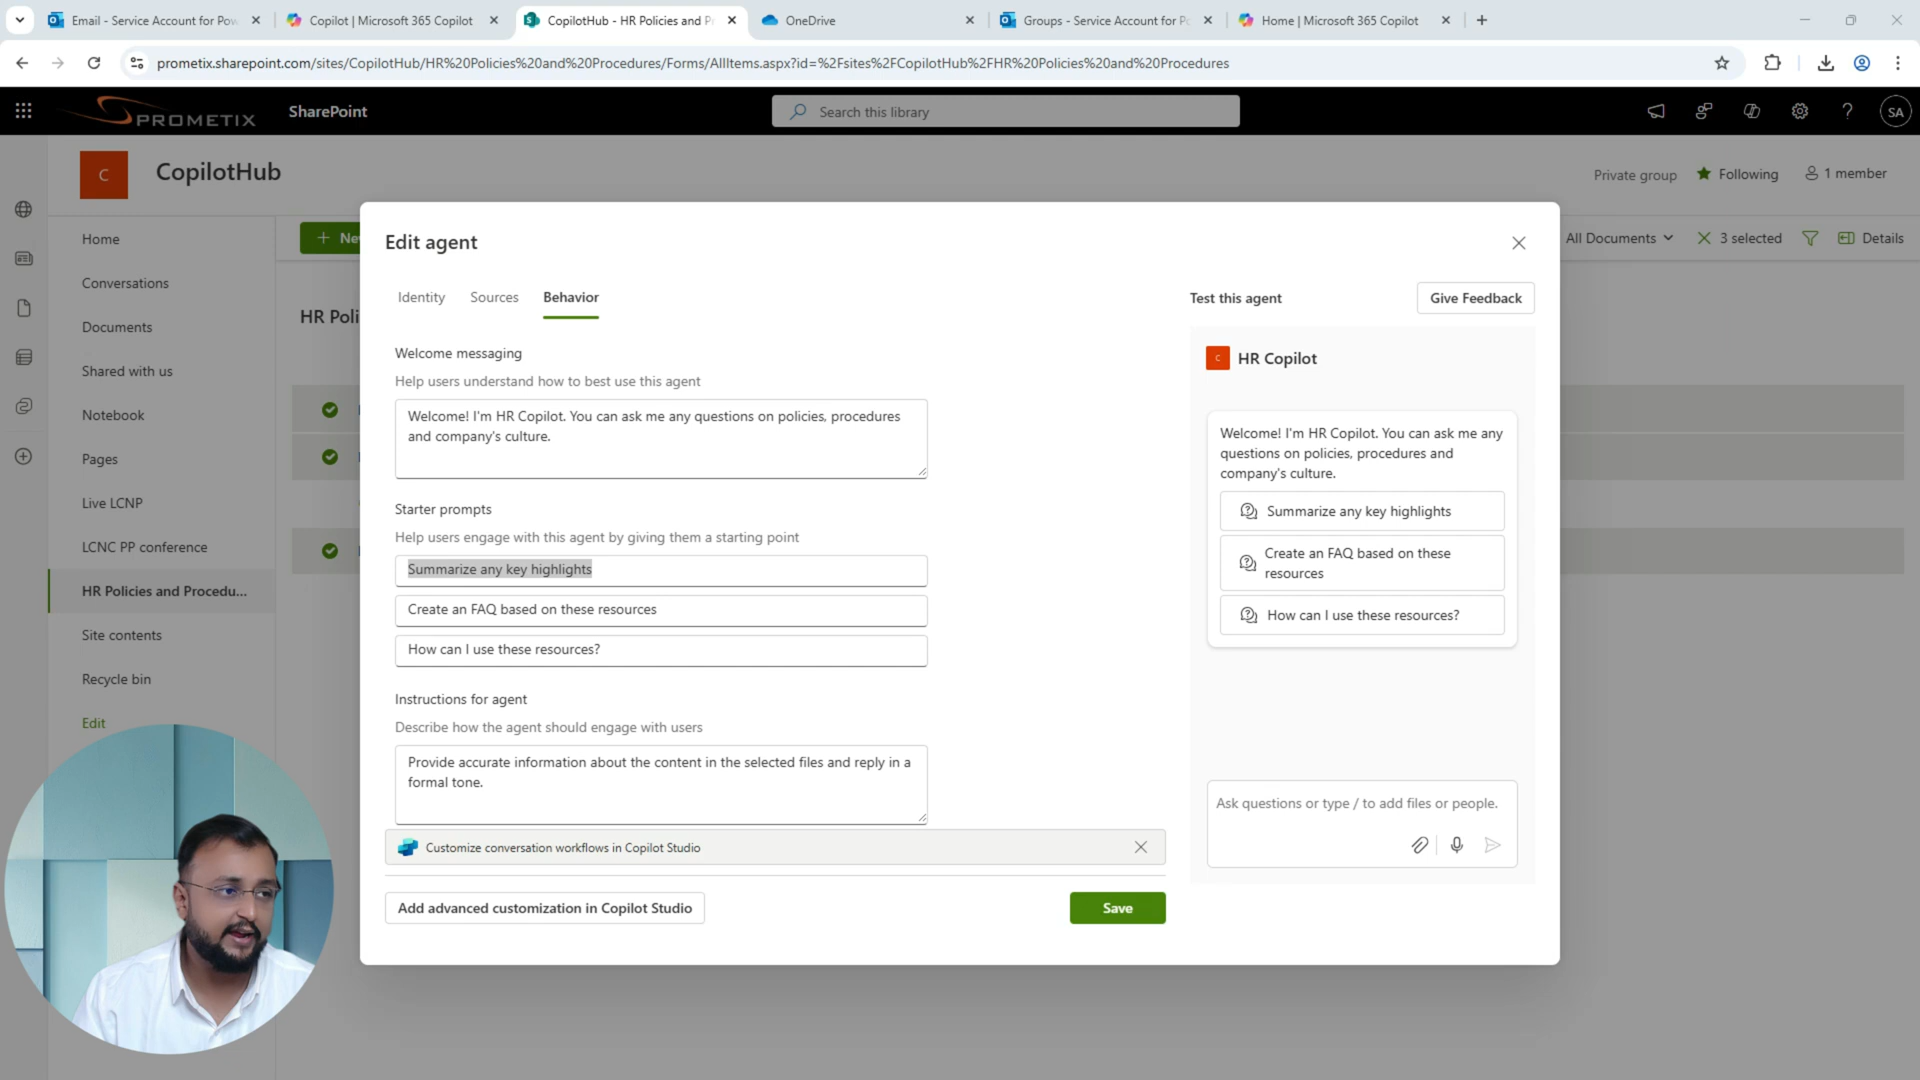 Email - Service Account for Pow
Copilot | Microsoft 365 Copilot
CopilotHub - HR Policies and Pr
OneDrive
Groups - Service Account for Po
Home | Microsoft 365 Copilot
prometix.sharepoint.com/sites/CopilotHub/HR%20Policies%20and%20Procedures/Forms/AllItems.aspx?id=%2Fsites%2FCopilotHub%2FHR%20Policies%20and%20Procedures
PROMETIX
SharePoint
Search this library
SA
C
CopilotHub
Private group
Following
1 member
Home
Conversations
Documents
Shared with us
Notebook
Pages
Live LCNP
LCNC PP conference
HR Policies and Procedu...
Site contents
Recycle bin
Edit
+ Ne
All Documents
3 selected
Details
HR Poli
Edit agent
Identity
Sources
Behavior
Welcome messaging
Help users understand how to best use this agent
Welcome! I'm HR Copilot. You can ask me any questions on policies, procedures
and company's culture.
Starter prompts
Help users engage with this agent by giving them a starting point
Summarize any key highlights
Create an FAQ based on these resources
How can I use these resources?
Instructions for agent
Describe how the agent should engage with users
Provide accurate information about the content in the selected files and reply in a
formal tone.
Customize conversation workflows in Copilot Studio
Add advanced customization in Copilot Studio
Save
Test this agent
Give Feedback
C
HR Copilot
Welcome! I'm HR Copilot. You can ask me any
questions on policies, procedures and
company's culture.
Summarize any key highlights
Create an FAQ based on these
resources
How can I use these resources?
Ask questions or type / to add files or people.